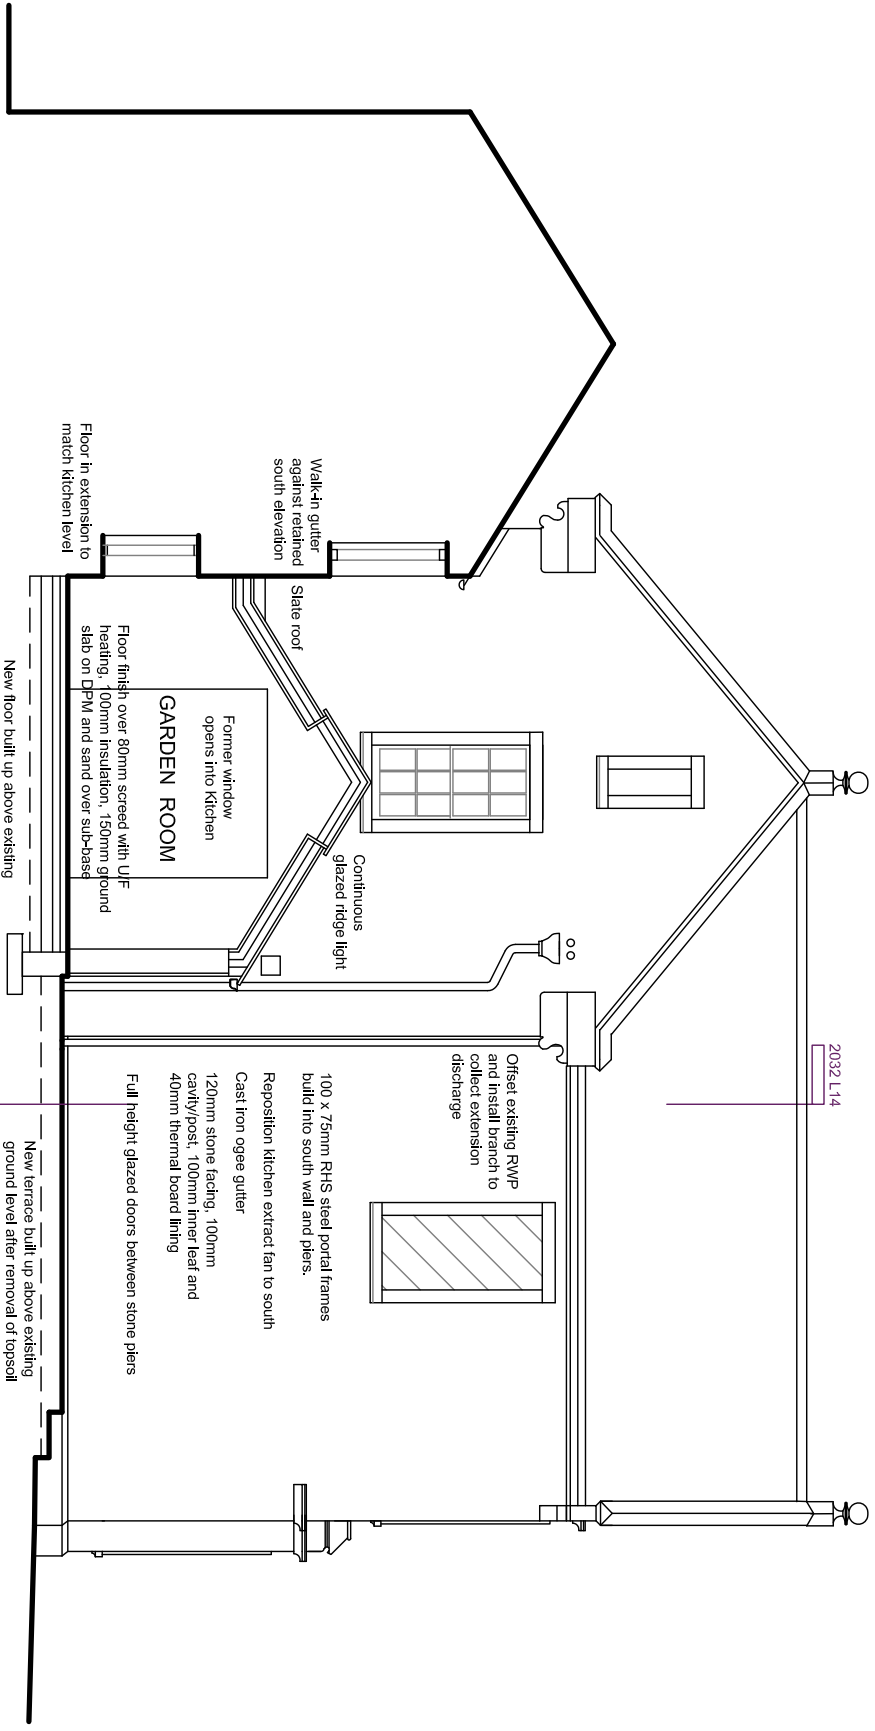 2032 L14
Walk-in gutter
against retained
south elevation
Slate roof
Floor in extension to
match kitchen level
Former window
opens into Kitchen
GARDEN ROOM
Floor finish over 80mm screed with U/F
heating, 100mm insulation, 150mm ground
slab on DPM and sand over sub-base
New floor built up above existing
Continuous
glazed ridge light
Offset existing RWP
and install branch to
collect extension
discharge
100 x 75mm RHS steel portal frames
build into south wall and piers.
Reposition kitchen extract fan to south
Cast iron ogee gutter
120mm stone facing, 100mm
cavity/post, 100mm inner leaf and
40mm thermal board lining
Full height glazed doors between stone piers
New terrace built up above existing
ground level after removal of topsoil